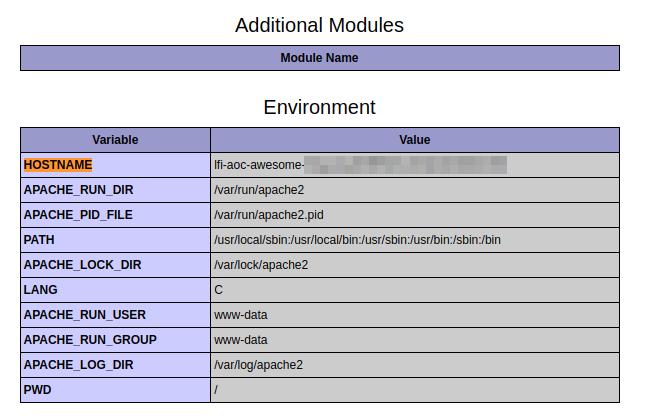 Additional Modules
Module Name
Environment
Variable Value
HOSTNAME lfi-aoc-awesome-
APACHE_RUN_DIR /var/run/apache2
APACHE_PID_FILE /var/run/apache2.pid
PATH /usr/local/sbin:/usr/local/bin:/usr/sbin:/usr/bin:/sbin:/bin
APACHE_LOCK_DIR /var/lock/apache2
LANG C
APACHE_RUN_USER www-data
APACHE_RUN_GROUP www-data
APACHE_LOG_DIR /var/log/apache2
PWD /